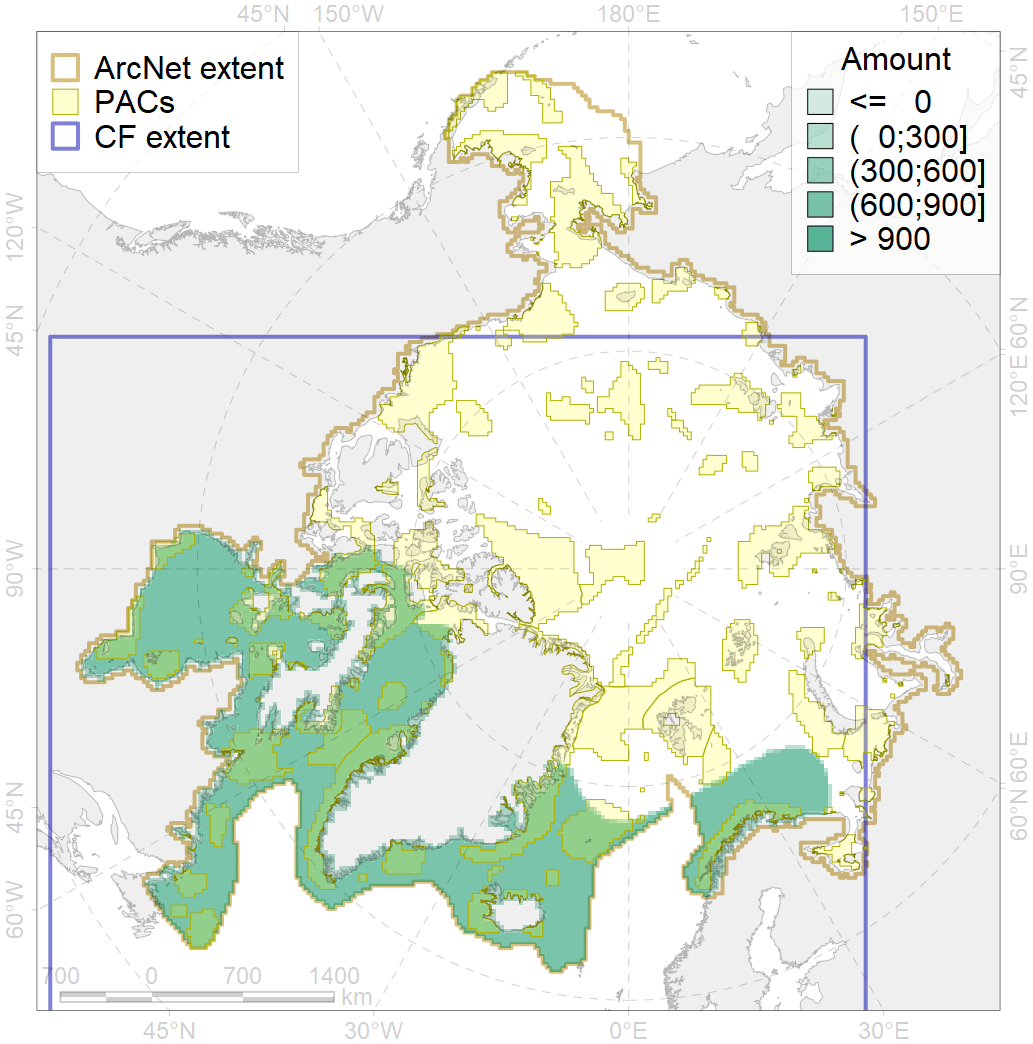 45°N 150°W 180°E 150°E
ArcNet extent
PACs
CF extent
Amount
<= 0
( 0;300]
(300;600]
(600;900]
> 900
45°N
120°W
45°N
90°W
45°N
60°W
60°N
120°E
90°E
60°E
60°N
700 0 700 1400
km
45°N 30°W 0°E 30°E